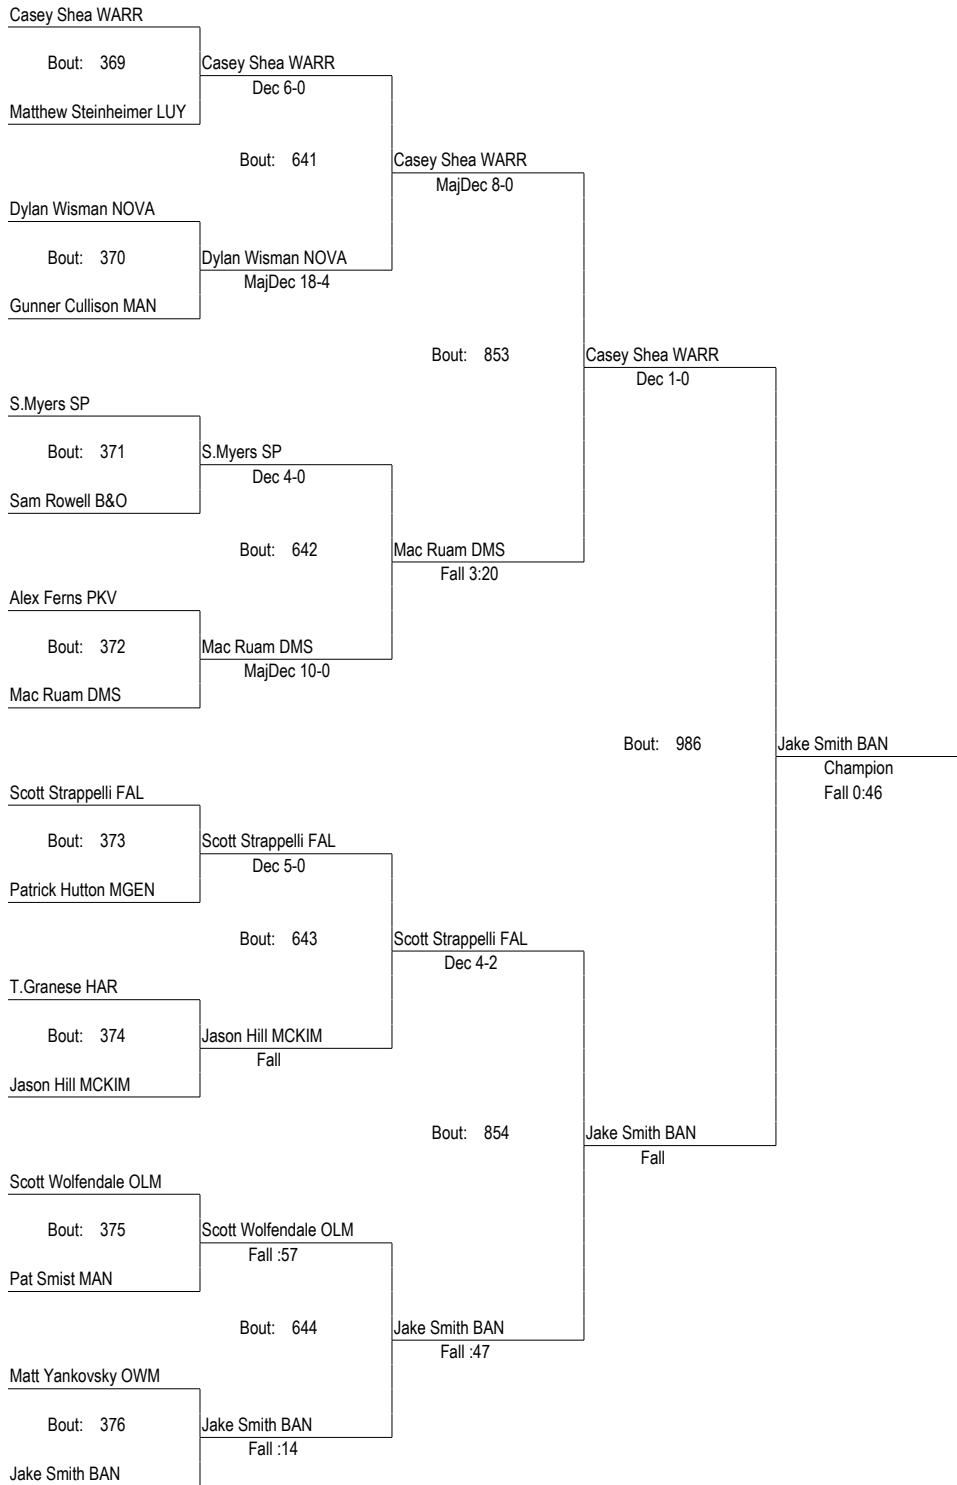 Casey Shea WARR
Bout: 369
Casey Shea WARR
Dec 6-0
Matthew Steinheimer LUY
Bout: 641
Casey Shea WARR
MajDec 8-0
Dylan Wisman NOVA
Bout: 370
Dylan Wisman NOVA
MajDec 18-4
Gunner Cullison MAN
Bout: 853
Casey Shea WARR
Dec 1-0
S.Myers SP
Bout: 371
S.Myers SP
Dec 4-0
Sam Rowell B&O
Bout: 642
Mac Ruam DMS
Fall 3:20
Alex Ferns PKV
Bout: 372
Mac Ruam DMS
MajDec 10-0
Mac Ruam DMS
Bout: 986
Jake Smith BAN
Champion
Fall 0:46
Scott Strappelli FAL
Bout: 373
Scott Strappelli FAL
Dec 5-0
Patrick Hutton MGEN
Bout: 643
Scott Strappelli FAL
Dec 4-2
T.Granese HAR
Bout: 374
Jason Hill MCKIM
Fall
Jason Hill MCKIM
Bout: 854
Jake Smith BAN
Fall
Scott Wolfendale OLM
Bout: 375
Scott Wolfendale OLM
Fall :57
Pat Smist MAN
Bout: 644
Jake Smith BAN
Fall :47
Matt Yankovsky OWM
Bout: 376
Jake Smith BAN
Fall :14
Jake Smith BAN